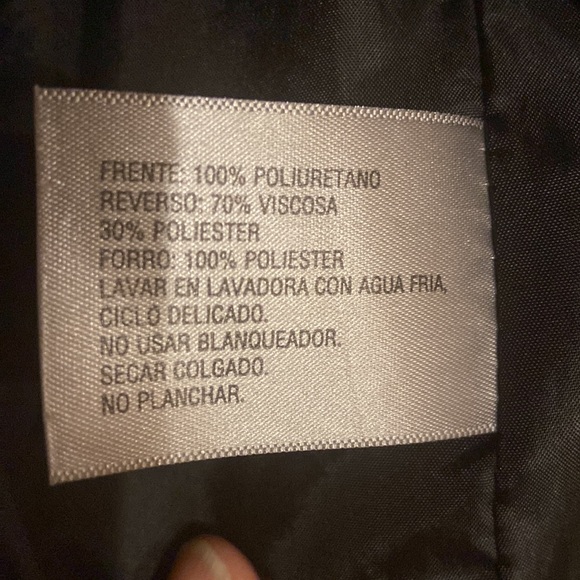 FRENTE: 100% POLIURETANO
REVERSO: 70% VISCOSA
30% POLIESTER
FORRO: 100% POLIESTER
LAVAR EN LAVADORA CON AGUA FRIA,
CICLO DELICADO.
NO USAR BLANQUEADOR.
SECAR COLGADO.
NO PLANCHAR.